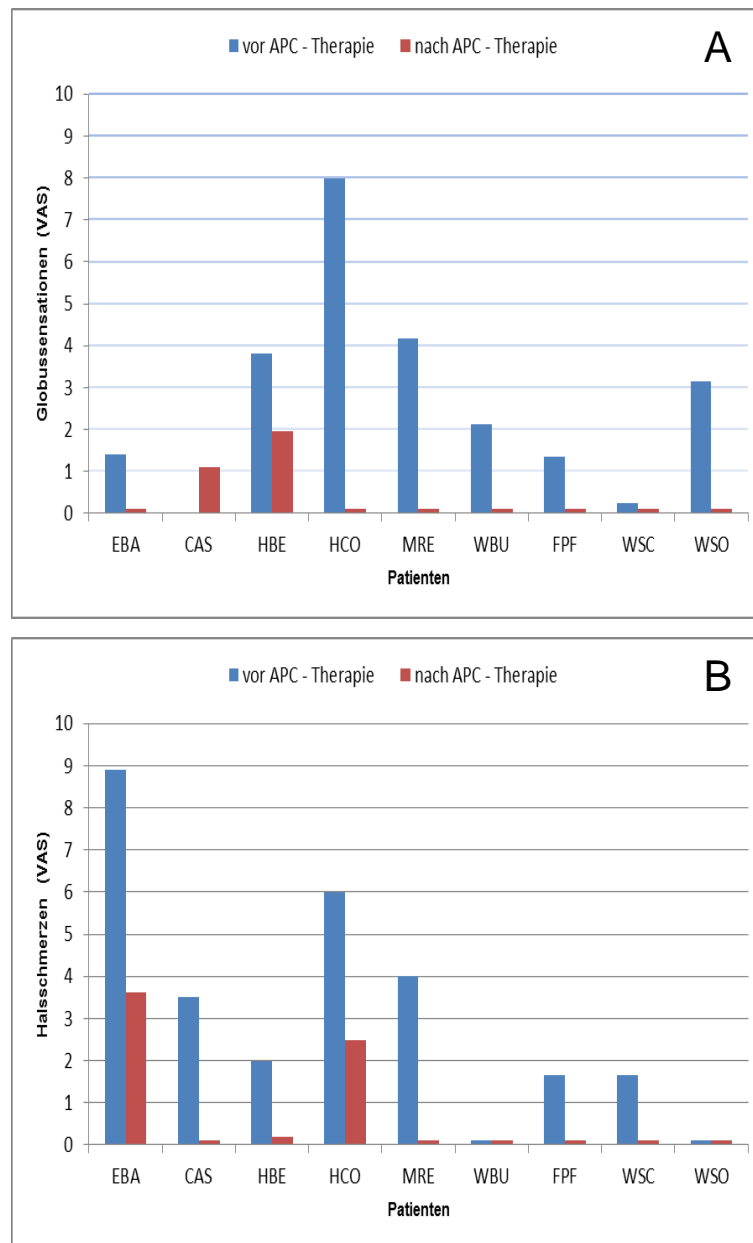 vor APC - Therapie nach APC - Therapie A
10
9
8
7
6
5
4
3
2
1
0
Globussensationen (VAS)
EBA CAS HBE HCO MRE WBU FPF WSC WSO
Patienten
vor APC - Therapie nach APC - Therapie B
10
9
8
7
6
5
4
3
2
1
0
Halsschmerzen (VAS)
EBA CAS HBE HCO MRE WBU FPF WSC WSO
Patienten